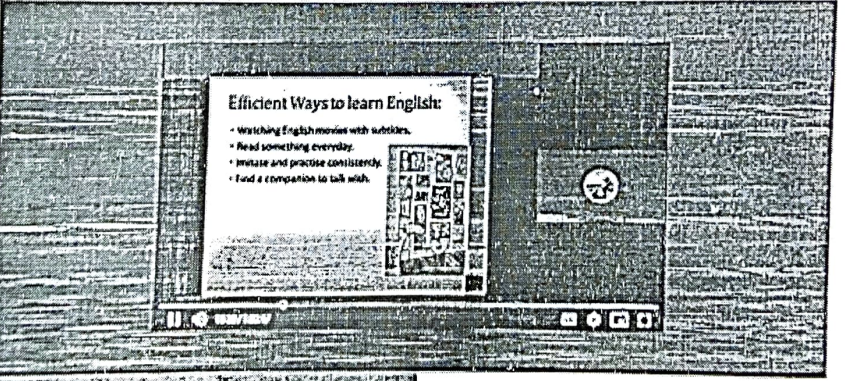 Efficient Ways to learn English:
• Watching English movies with subtitles.
• Read something everyday.
• Imitate and practise consistently.
• Find a companion to talk with.